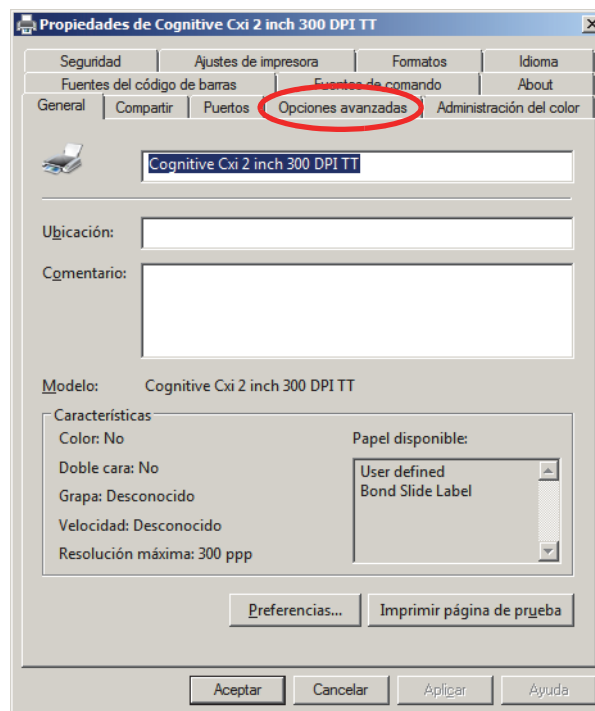 Propiedades de Cognitive Cxi 2 inch 300 DPI TT
Seguridad Ajustes de impresora Formatos Idioma
Fuentes del código de barras Fuentes de comando About
General Compartir Puertos Opciones avanzadas Administración del color
Cognitive Cxi 2 inch 300 DPI TT
Ubicación:
Comentario:
Modelo: Cognitive Cxi 2 inch 300 DPI TT
Características
Color: No Papel disponible:
Doble cara: No User defined
Grapa: Desconocido Bond Slide Label
Velocidad: Desconocido
Resolución máxima: 300 ppp
Preferencias... Imprimir página de prueba
Aceptar Cancelar Aplicar Ayuda